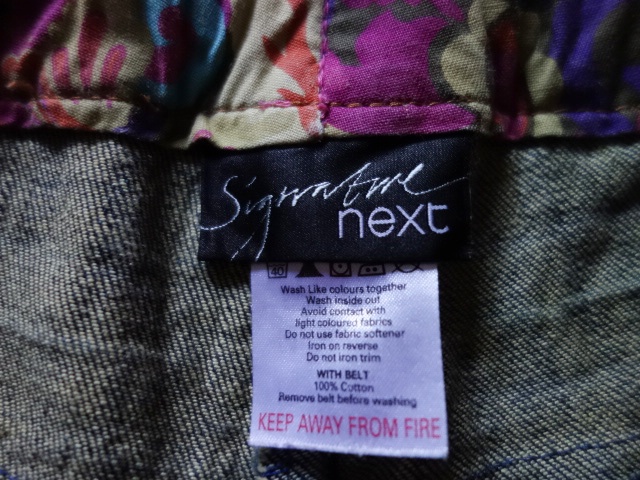 Signature
next
40
Wash Like colours together
Wash inside out
Avoid contact with
light coloured fabrics
Do not use fabric softener
Iron on reverse
Do not iron trim
WITH BELT
100% Cotton
Remove belt before washing
KEEP AWAY FROM FIRE